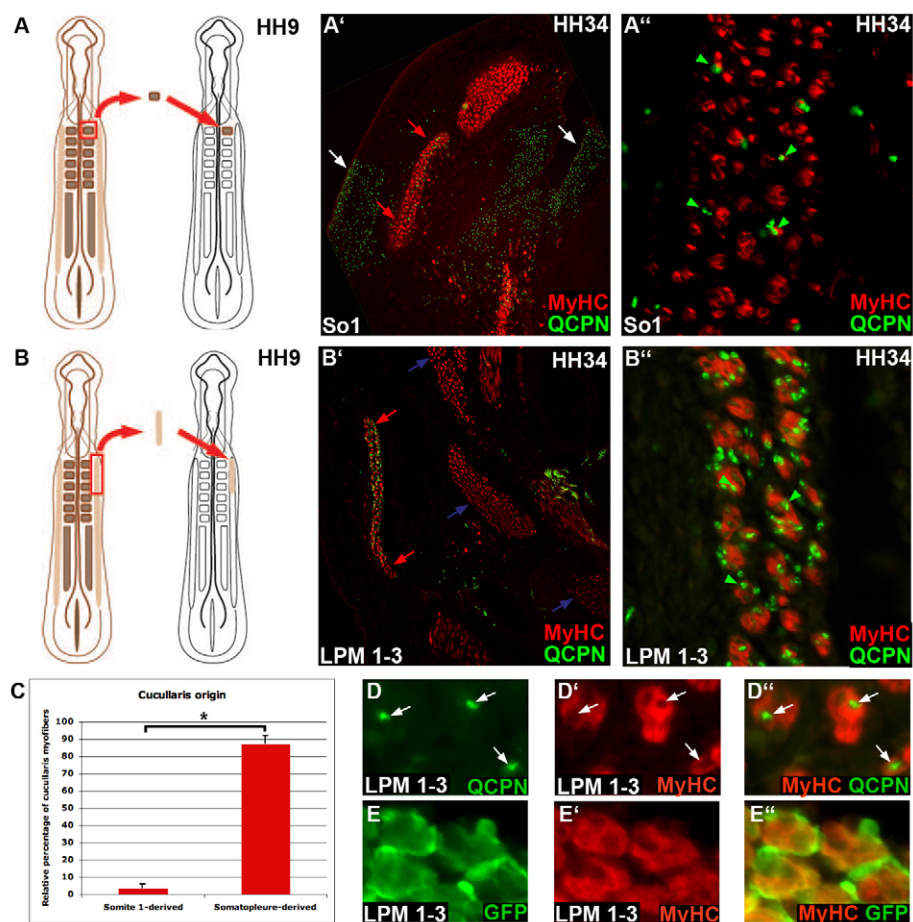 A
HH9
A'
HH34
MyHC
QCPN
So1
A"
HH34
MyHC
QCPN
So1
B
HH9
B'
HH34
MyHC
QCPN
LPM 1-3
B"
HH34
MyHC
QCPN
LPM 1-3
C
Cucullaris origin
Relative percentage of cucullaris myofibers
100
90
80
70
60
50
40
30
20
10
0
*
Somite 1-derived
Somatopleure-derived
D
LPM 1-3
QCPN
D'
LPM 1-3
MyHC
D"
MyHC
QCPN
E
LPM 1-3
GFP
E'
LPM 1-3
MyHC
E"
MyHC
GFP